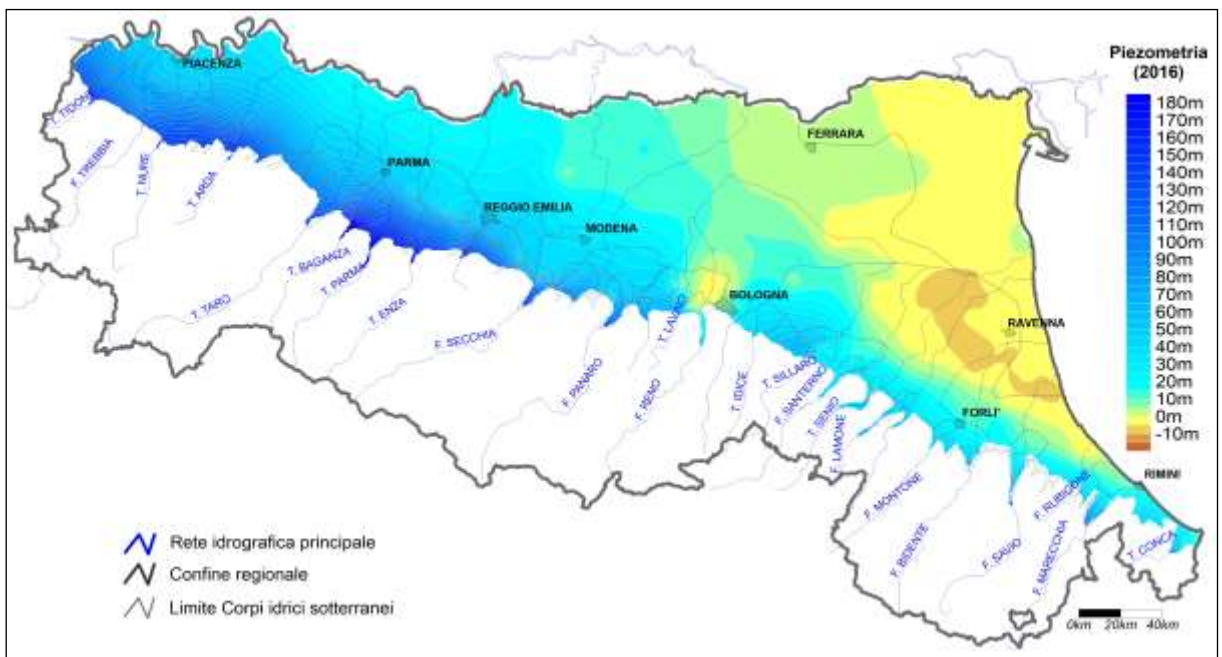 Piezometria
(2016)
180m
170m
160m
150m
140m
130m
120m
110m
100m
90m
80m
70m
60m
50m
40m
30m
20m
10m
0m
-10m
PIACENZA
PARMA
REGGIO EMILIA
MODENA
BOLOGNA
FERRARA
RAVENNA
FORLI'
RIMINI
T. TIDONE
F. TREBBIA
T. NURE
T. ARDA
T. TARO
T. BAGANZA
T. PARMA
T. ENZA
F. SECCHIA
F. PANARO
T. LAVINO
F. RENO
T. IDICE
T. SILLARO
F. SANTERNO
T. SENIO
F. LAMONE
F. MONTONE
F. BIDENTE
F. SAVIO
F. RUBICONE
F. MARECCHIA
T. CONCA
Rete idrografica principale
Confine regionale
Limite Corpi idrici sotterranei
0km 20km 40km